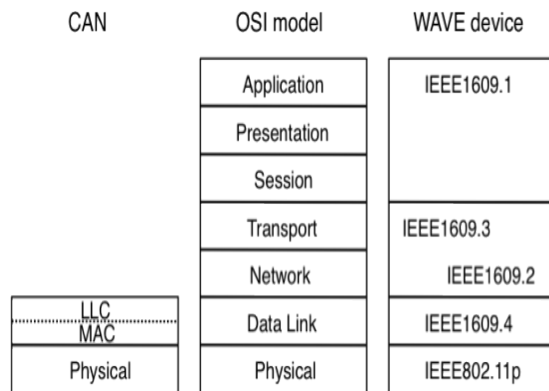 CAN OSI model WAVE device
Application IEEE1609.1
Presentation
Session
Transport IEEE1609.3
Network IEEE1609.2
LLC
MAC
Data Link IEEE1609.4
Physical Physical IEEE802.11p